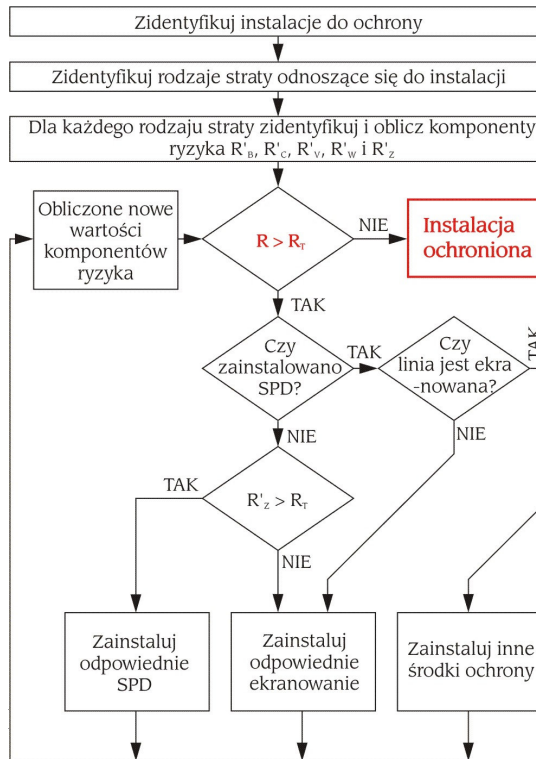 Zidentyfikuj instalacje do ochrony
Zidentyfikuj rodzaje straty odnoszące się do instalacji
Dla każdego rodzaju straty zidentyfikuj i oblicz komponenty
ryzyka R'B, R'C, R'V, R'W i R'Z
Obliczone nowe
wartości
komponentów
ryzyka
R > RT
NIE
Instalacja
ochroniona
TAK
Czy
zainstalowano
SPD?
TAK
Czy
linia jest ekra
-nowana?
TAK
NIE
NIE
TAK
R'Z > RT
NIE
Zainstaluj
odpowiednie
SPD
Zainstaluj
odpowiednie
ekranowanie
Zainstaluj inne
środki ochrony